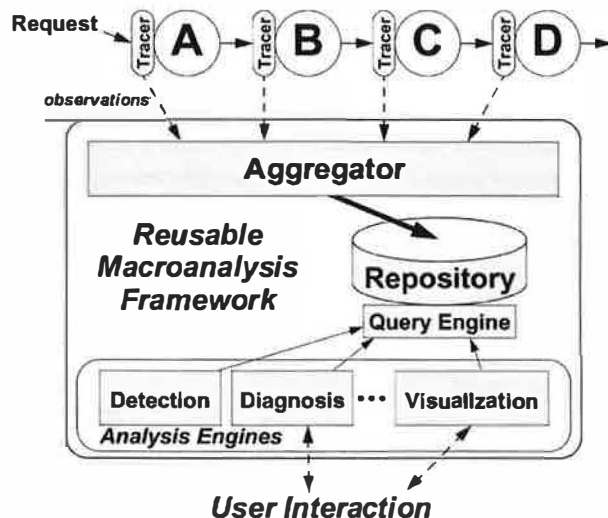 Request
Tracer A Tracer B Tracer C Tracer D
observations
Aggregator
Reusable
Macroanalysis
Framework
Repository
Query Engine
Detection Diagnosis ••• Visualization
Analysis Engines
User Interaction